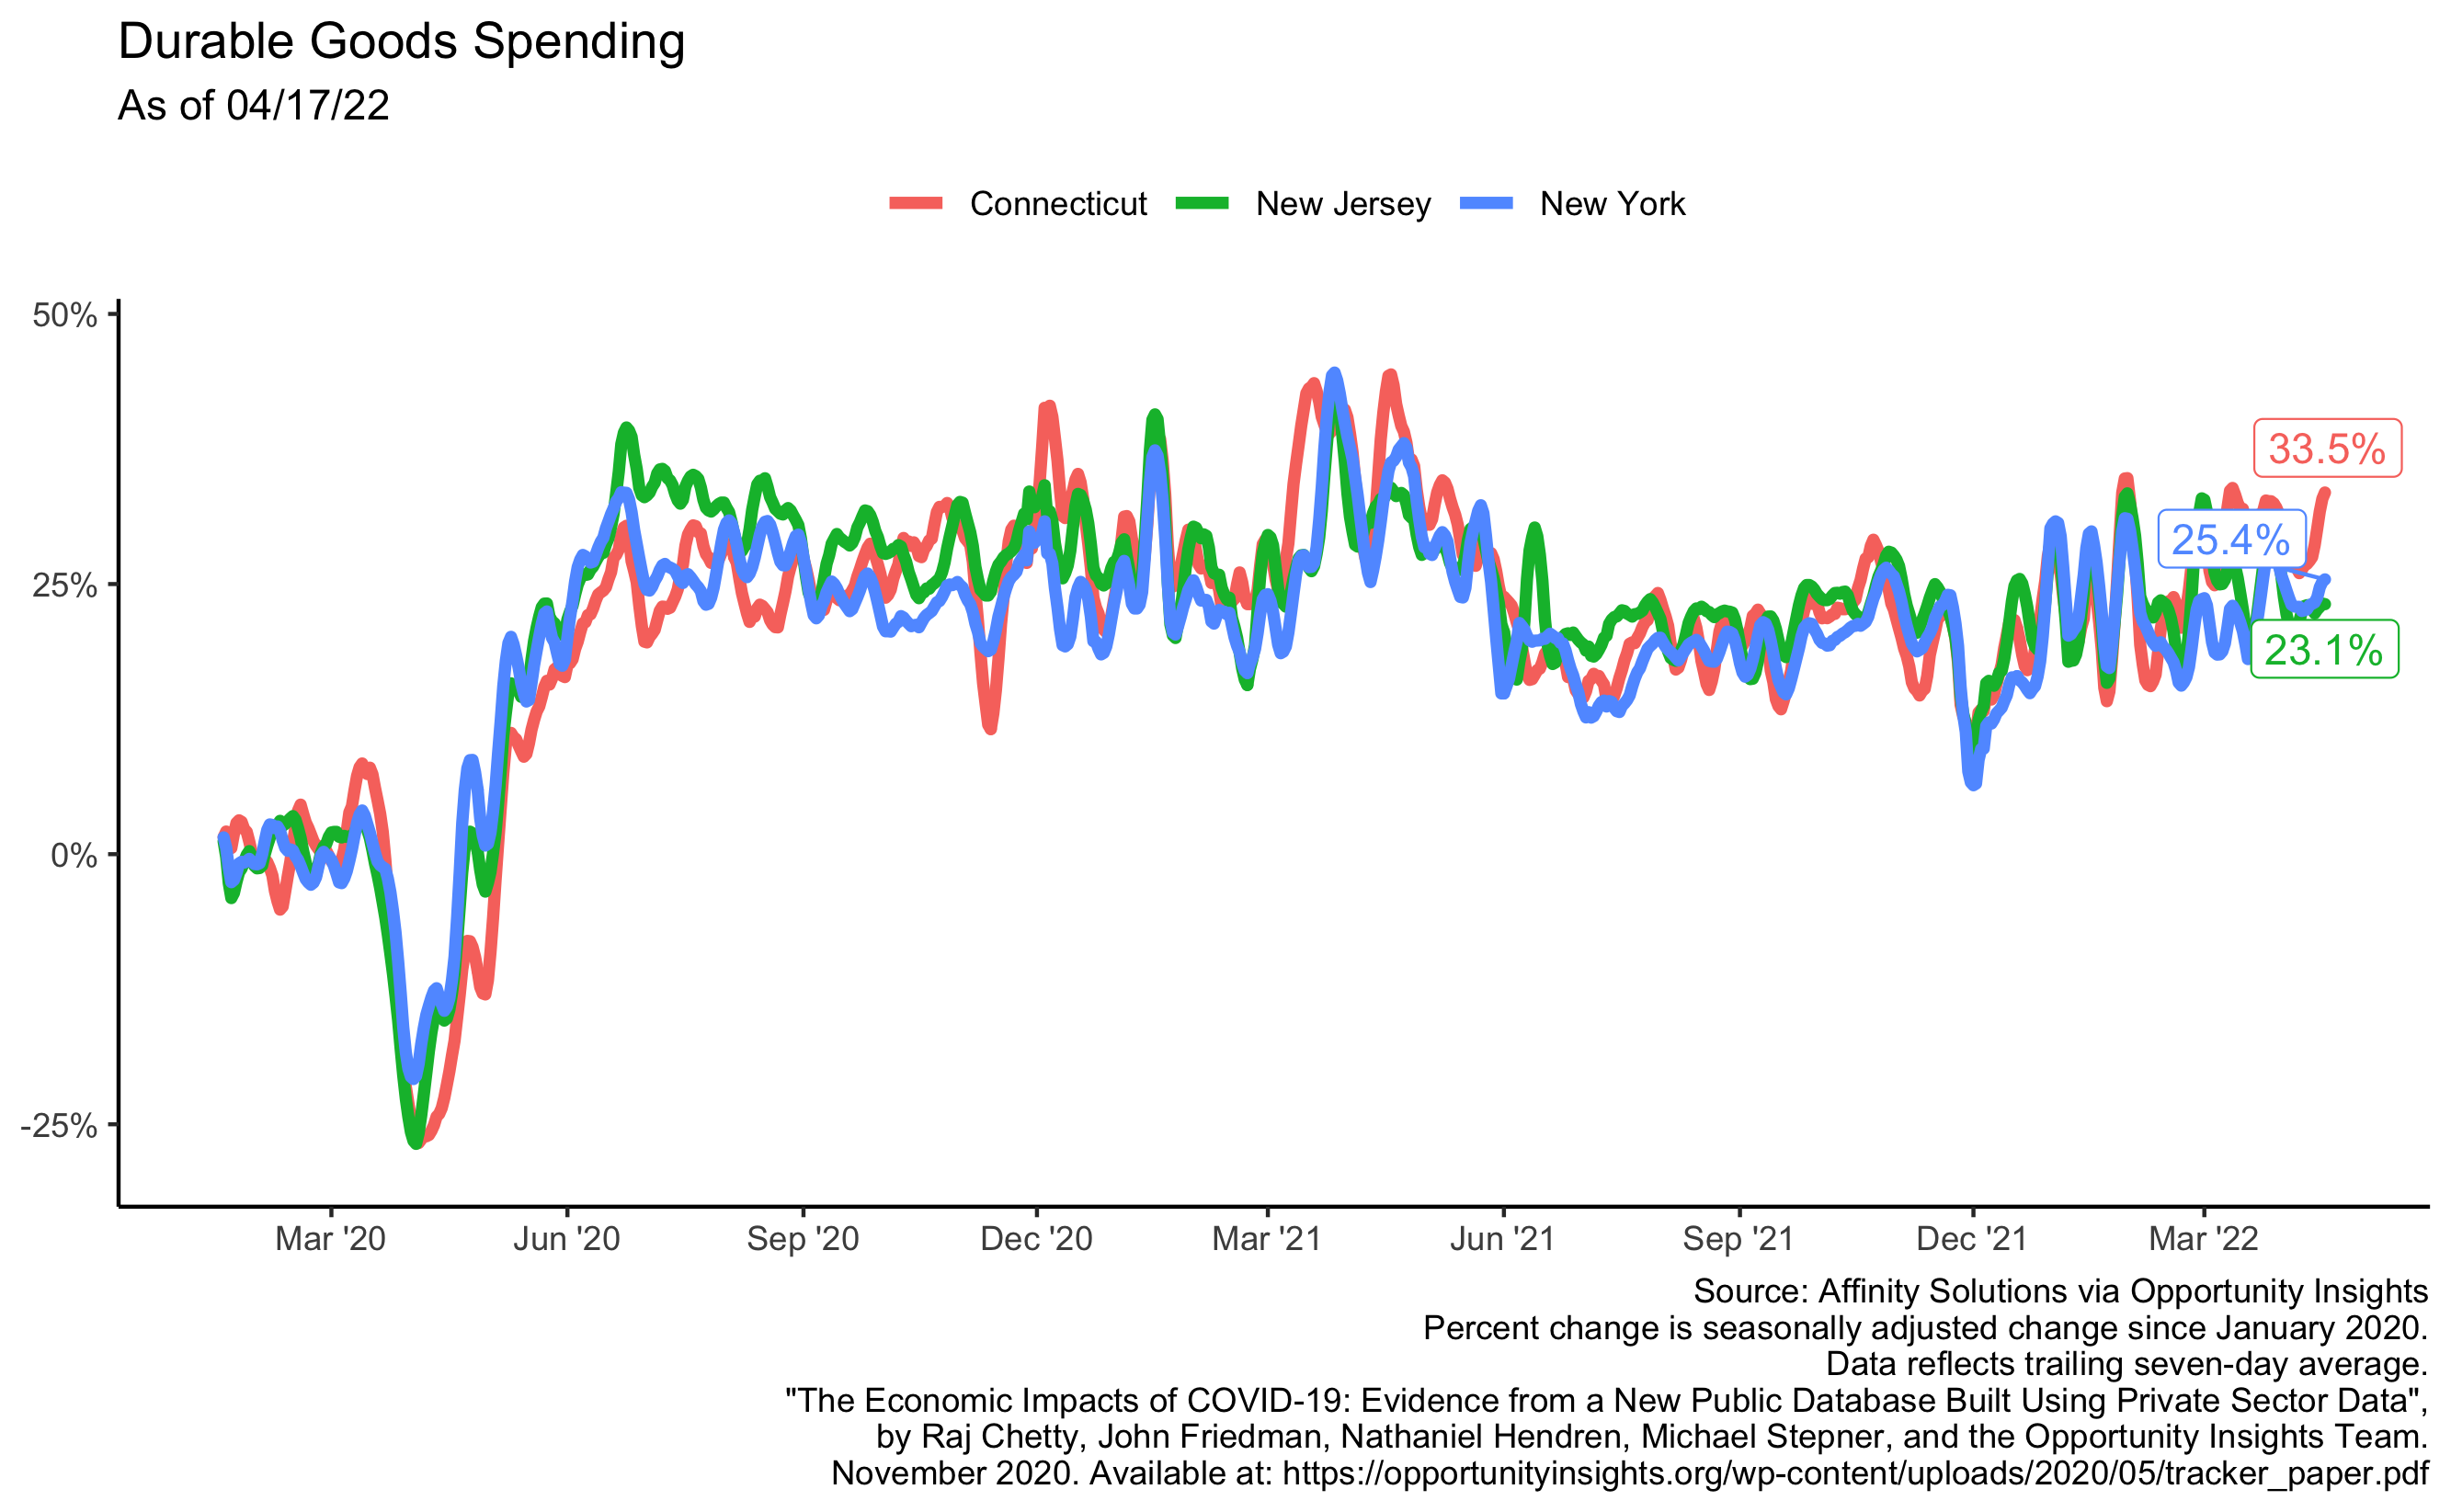 Durable Goods Spending
As of 04/17/22
Connecticut New Jersey New York
50%
25%
0%
-25%
33.5%
25.4%
23.1%
Mar '20 Jun '20 Sep '20 Dec '20 Mar '21 Jun '21 Sep '21 Dec '21 Mar '22
Source: Affinity Solutions via Opportunity Insights
Percent change is seasonally adjusted change since January 2020.
Data reflects trailing seven-day average.
"The Economic Impacts of COVID-19: Evidence from a New Public Database Built Using Private Sector Data",
by Raj Chetty, John Friedman, Nathaniel Hendren, Michael Stepner, and the Opportunity Insights Team.
November 2020. Available at: https://opportunityinsights.org/wp-content/uploads/2020/05/tracker_paper.pdf